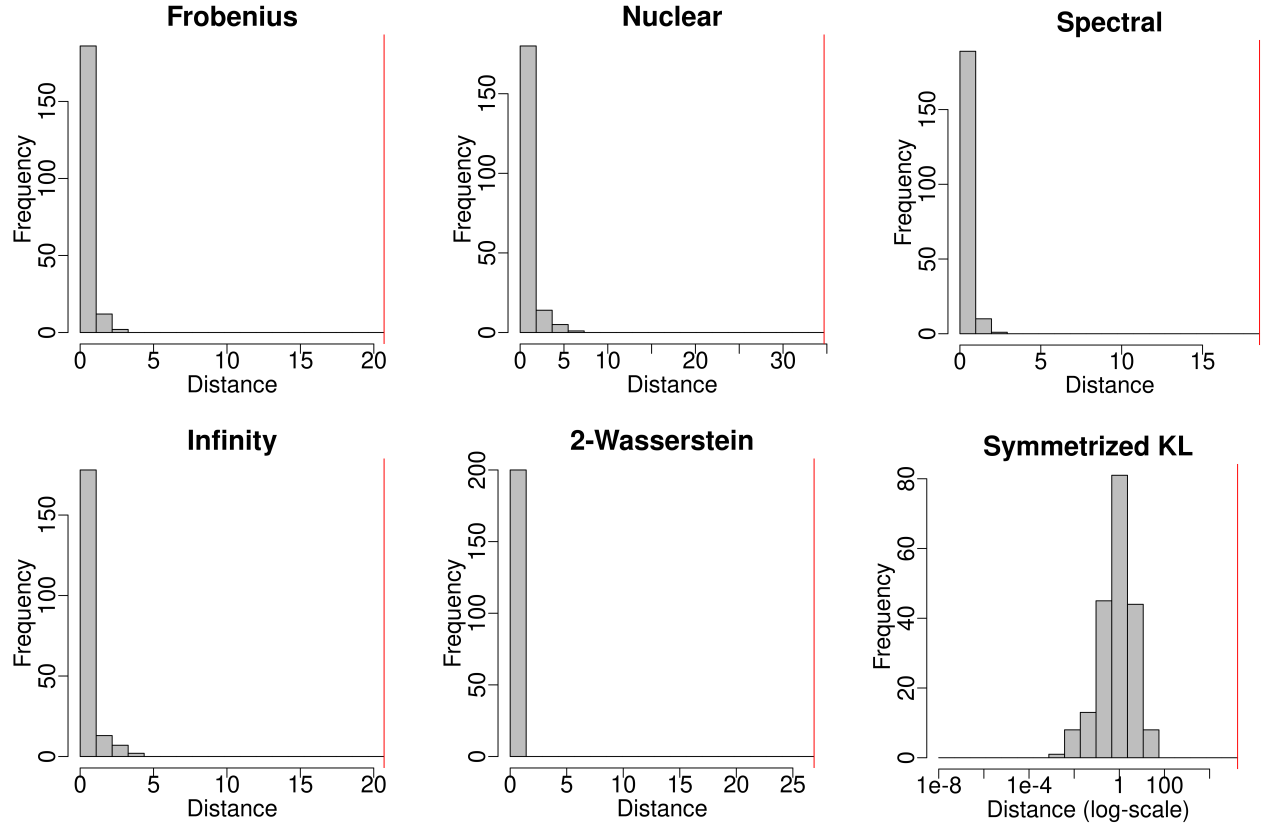 Frobenius
Frequency
0 50 100 150
0 5 10 15 20
Distance
Nuclear
Frequency
0 50 100 150
0 5 10 20 30
Distance
Spectral
Frequency
0 50 100 150
0 5 10 15
Distance
Infinity
Frequency
0 50 100 150
0 5 10 15 20
Distance
2-Wasserstein
Frequency
0 50 100 150 200
0 5 10 15 20 25
Distance
Symmetrized KL
Frequency
0 20 40 60 80
1e-8 1e-4 1 100
Distance (log-scale)